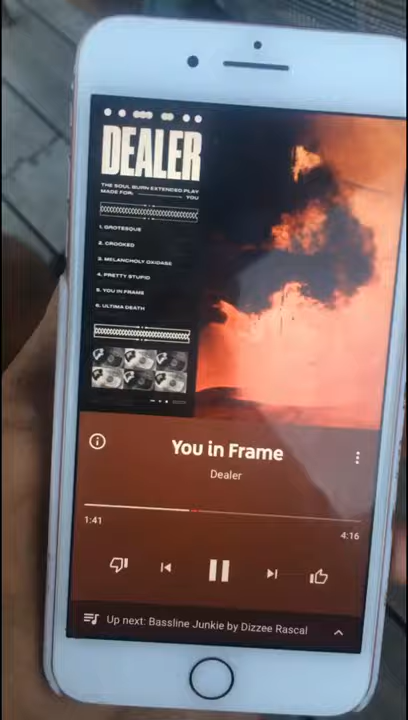 DEALER
THE SOUL BURN EXTENDED PLAY
MADE FOR: YOU
1. GROTESQUE
2. CROOKED
3. MELANCHOLY OXIDASE
4. PRETTY STUPID
5. YOU IN FRAME
6. ULTIMA DEATH
You in Frame
Dealer
1:41
4:16
Up next: Bassline Junkie by Dizzee Rascal